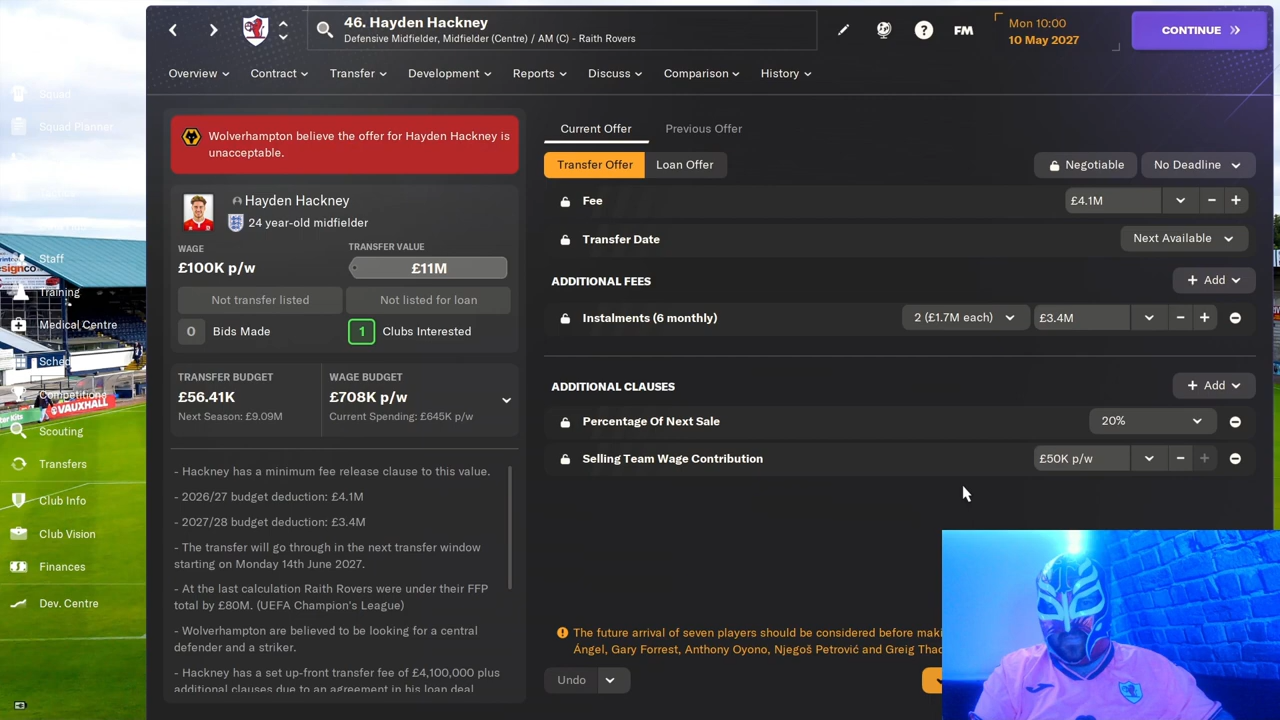 46. Hayden Hackney
Defensive Midfielder, Midfielder (Centre) / AM (C) - Raith Rovers
FM
Mon 10:00
10 May 2027
CONTINUE
Overview
Contract
Transfer
Development
Reports
Discuss
Comparison
History
Squad
Squad Planner
Staff
Training
Medical Centre
Sched
Competitions
VAUXHALL
Scouting
Transfers
Club Info
Club Vision
Finances
Dev. Centre
Wolverhampton believe the offer for Hayden Hackney is
unacceptable.
Hayden Hackney
24 year-old midfielder
WAGE
£100K p/w
TRANSFER VALUE
£11M
Not transfer listed
Not listed for loan
0 Bids Made
1 Clubs Interested
TRANSFER BUDGET
£56.41K
Next Season: £9.09M
WAGE BUDGET
£708K p/w
Current Spending: £645K p/w
- Hackney has a minimum fee release clause to this value.
- 2026/27 budget deduction: £4.1M
- 2027/28 budget deduction: £3.4M
- The transfer will go through in the next transfer window
starting on Monday 14th June 2027.
- At the last calculation Raith Rovers were under their FFP
total by £80M. (UEFA Champion's League)
- Wolverhampton are believed to be looking for a central
defender and a striker.
- Hackney has a set up-front transfer fee of £4,100,000 plus
additional clauses due to an agreement in his loan deal
Current Offer
Previous Offer
Transfer Offer
Loan Offer
Negotiable
No Deadline
Fee
£4.1M
Transfer Date
Next Available
ADDITIONAL FEES
+ Add
Instalments (6 monthly)
2 (£1.7M each)
£3.4M
ADDITIONAL CLAUSES
+ Add
Percentage Of Next Sale
20%
Selling Team Wage Contribution
£50K p/w
The future arrival of seven players should be considered before maki
Ángel, Gary Forrest, Anthony Oyono, Njegoš Petrović and Greig Thac
Undo